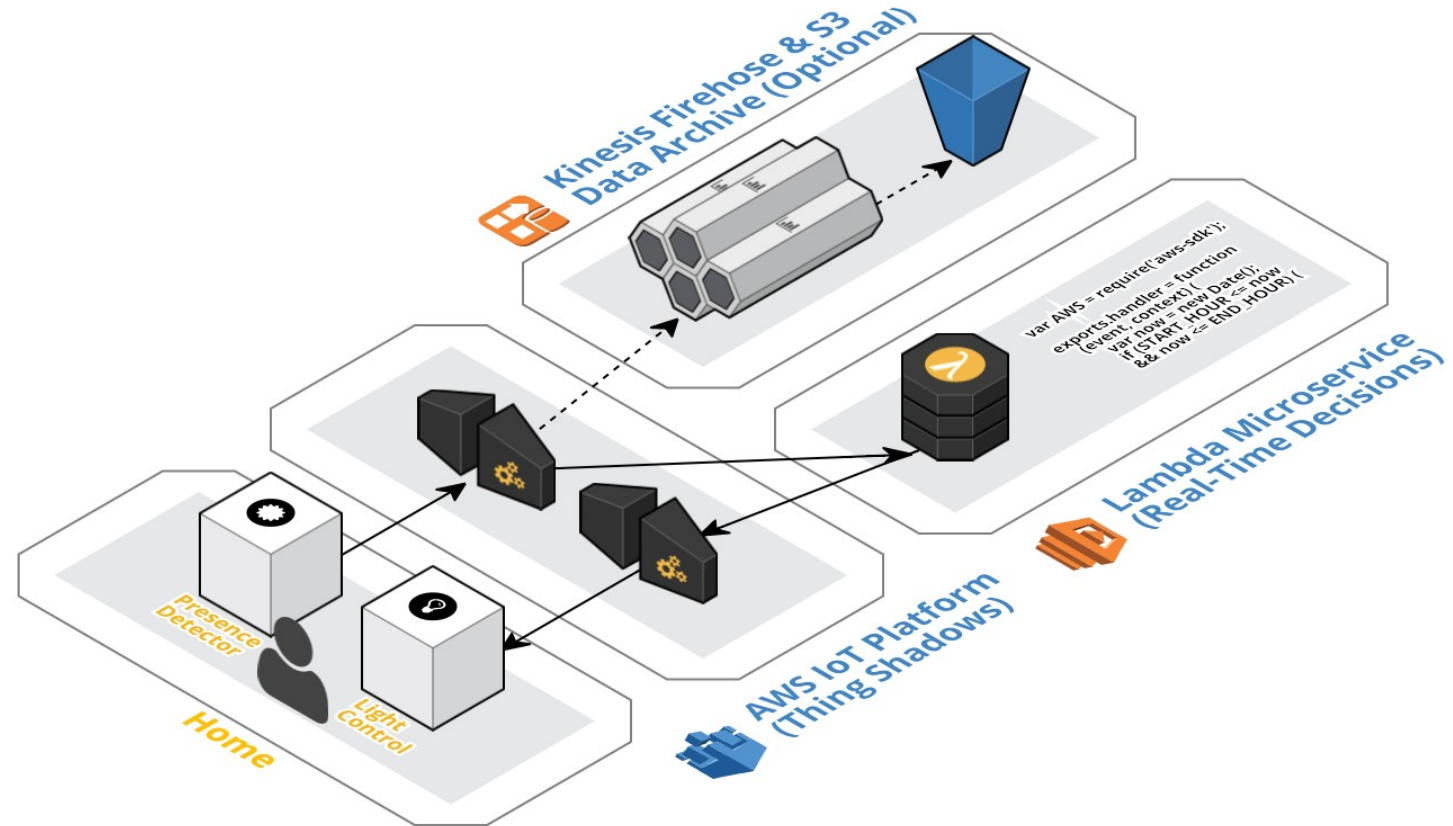 Kinesis Firehose & S3
Data Archive (Optional)
var AWS = require('aws-sdk');
exports.handler = function
(event, context) (
var now = new Date();
if (START_HOUR <= now
&& now <= END_HOUR) (
Lambda Microservice
(Real-Time Decisions)
AWS IoT Platform
(Thing Shadows)
Presence
Detector
Light
Control
Home